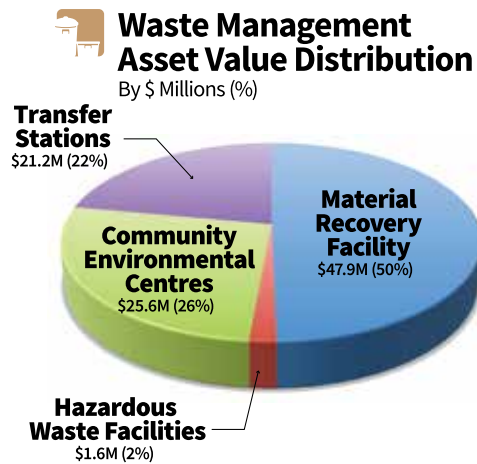 Waste Management
Asset Value Distribution
By $ Millions (%)
Transfer
Stations
$21.2M (22%)
Material
Recovery
Facility
$47.9M (50%)
Community
Environmental
Centres
$25.6M (26%)
Hazardous
Waste Facilities
$1.6M (2%)